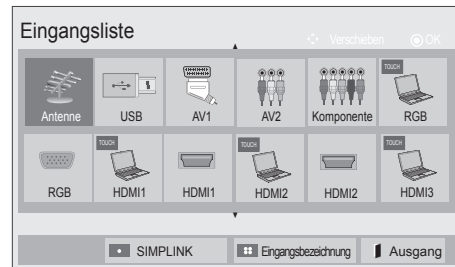 Eingangsliste
Verschieben OK
TOUCH
Antenne USB AV1 AV2 Komponente RGB
TOUCH TOUCH TOUCH
RGB HDMI1 HDMI1 HDMI2 HDMI2 HDMI3
SIMPLINK Eingangsbezeichnung Ausgang